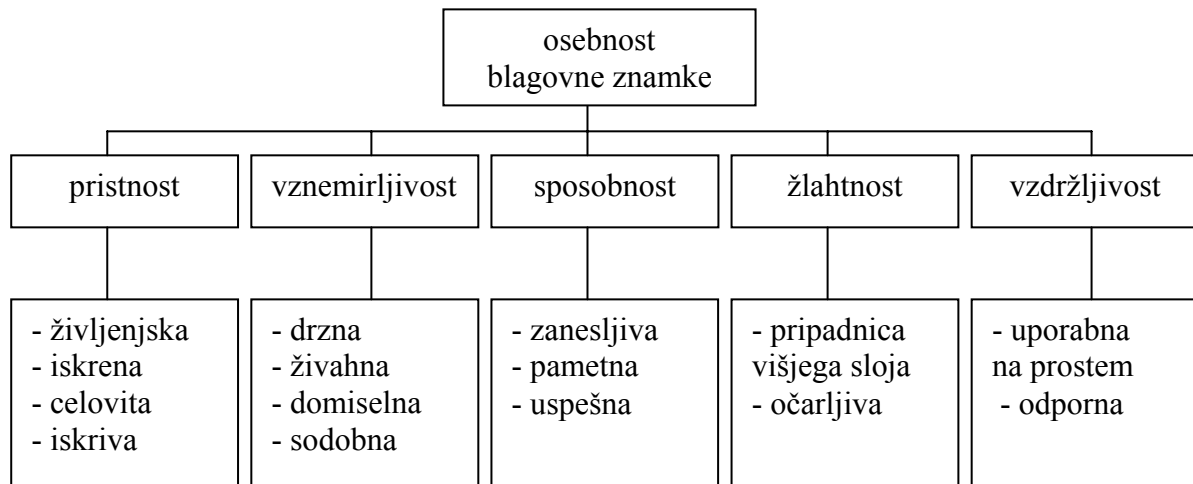 osebnost
blagovne znamke
pristnost
vznemirljivost
sposobnost
žlahtnost
vzdržljivost
- življenjska
- iskrena
- celovita
- iskriva
- drzna
- živahna
- domiselna
- sodobna
- zanesljiva
- pametna
- uspešna
- pripadnica
višjega sloja
- očarljiva
- uporabna
na prostem
- odporna